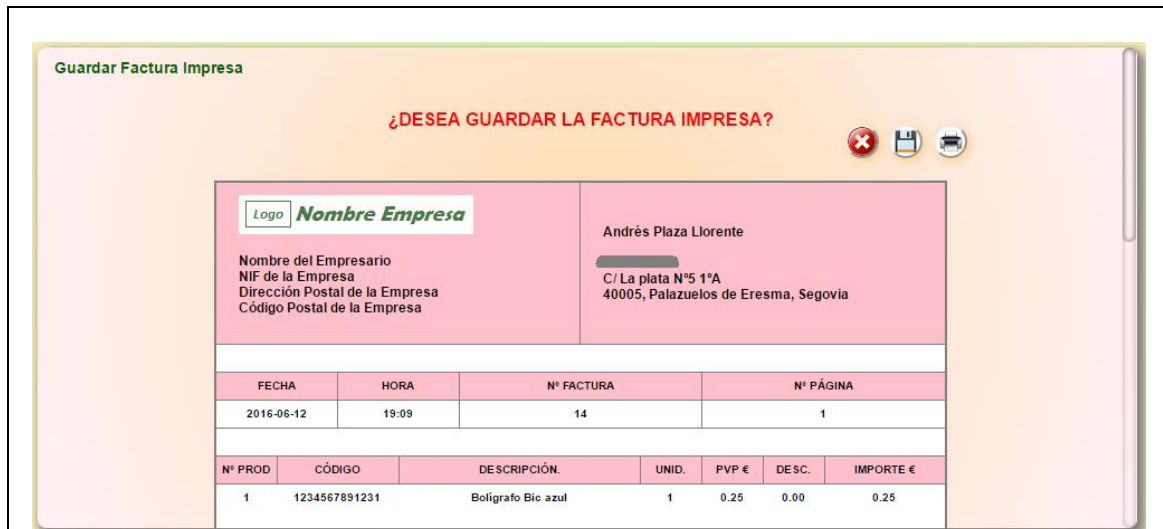 Guardar Factura Impresa
¿DESEA GUARDAR LA FACTURA IMPRESA?
Logo Nombre Empresa
Nombre del Empresario
NIF de la Empresa
Dirección Postal de la Empresa
Código Postal de la Empresa
Andrés Plaza Llorente
C/ La plata Nº5 1ºA
40005, Palazuelos de Eresma, Segovia
FECHA HORA Nº FACTURA Nº PÁGINA
2016-06-12 19:09 14 1
Nº PROD CÓDIGO DESCRIPCIÓN. UNID. PVP € DESC. IMPORTE €
1 1234567891231 Boligrafo Bic azul 1 0.25 0.00 0.25